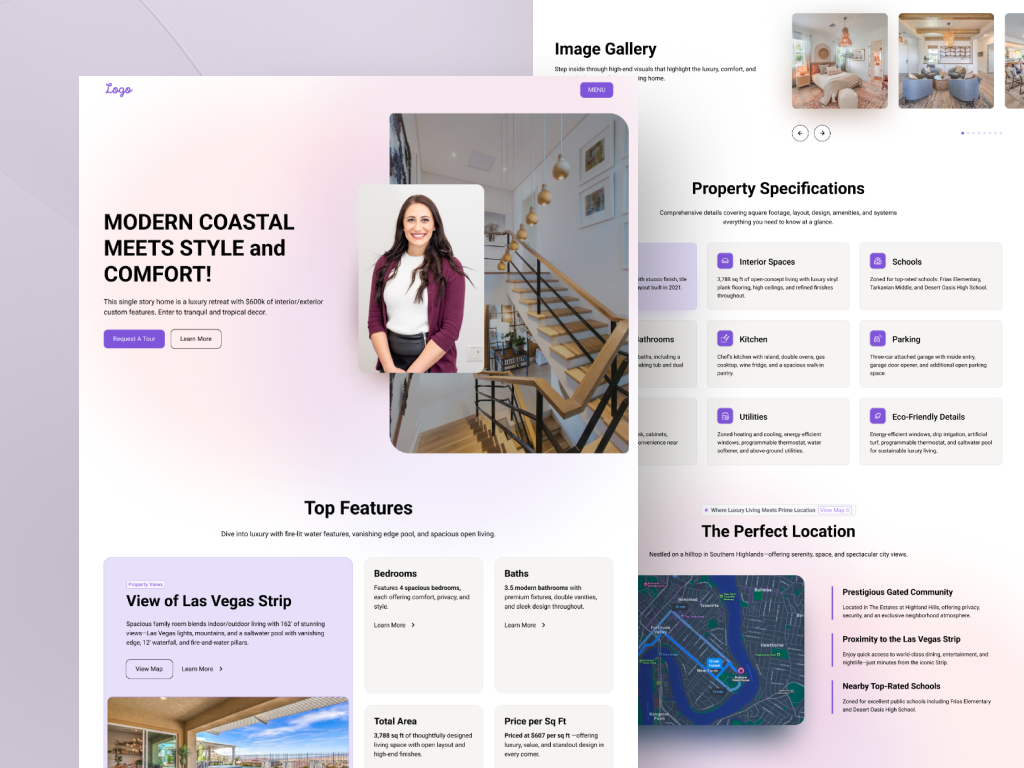 Logo
MENU
MODERN COASTAL
MEETS STYLE and
COMFORT!
This single story home is a luxury retreat with $600k of interior/exterior
custom features. Enter to tranquil and tropical decor.
Request A Tour
Learn More
Top Features
Dive into luxury with fire-lit water features, vanishing edge pool, and spacious open living.
Property Views
View of Las Vegas Strip
Spacious family room blends indoor/outdoor living with 162' of stunning
views—Las Vegas lights, mountains, and a saltwater pool with vanishing
edge, 12' waterfall, and fire-and-water pillars.
View Map
Learn More
Bedrooms
Features 4 spacious bedrooms,
each offering comfort, privacy, and
style.
Learn More
Baths
3.5 modern bathrooms with
premium fixtures, double vanities,
and sleek design throughout.
Learn More
Total Area
3,788 sq ft of thoughtfully designed
living space with open layout and
high-end finishes.
Price per Sq Ft
Priced at $607 per sq ft —offering
luxury, value, and standout design in
every corner.
Image Gallery
Step inside through high-end visuals that highlight the luxury, comfort, and
ing home.
Property Specifications
Comprehensive details covering square footage, layout, design, amenities, and systems
everything you need to know at a glance.
th stucco finish, tile
yout built in 2021.
Interior Spaces
3,788 sq ft of open-concept living with luxury vinyl
plank flooring, high ceilings, and refined finishes
throughout.
Schools
Zoned for top-rated schools: Frias Elementary,
Tarkanian Middle, and Desert Oasis High School.
athrooms
baths, including a
aking tub and dual
Kitchen
Chef's kitchen with island, double ovens, gas
cooktop, wine fridge, and a spacious walk-in
pantry.
Parking
Three-car attached garage with inside entry,
garage door opener, and additional open parking
space.
k, cabinets,
nvenience near
Utilities
Zoned heating and cooling, energy-efficient
windows, programmable thermostat, water
softener, and above-ground utilities.
Eco-Friendly Details
Energy-efficient windows, drip irrigation, artificial
turf, programmable thermostat, and saltwater pool
for sustainable luxury living.
Where Luxury Living Meets Prime Location
View Map
The Perfect Location
Nestled on a hilltop in Southern Highlands—offering serenity, space, and spectacular city views.
Prestigious Gated Community
Located in The Estates at Highland Hills, offering privacy,
security, and an exclusive neighborhood atmosphere.
Proximity to the Las Vegas Strip
Enjoy quick access to world-class dining, entertainment, and
nightlife—just minutes from the iconic Strip.
Nearby Top-Rated Schools
Zoned for excellent public schools including Frias Elementary
and Desert Oasis High School.